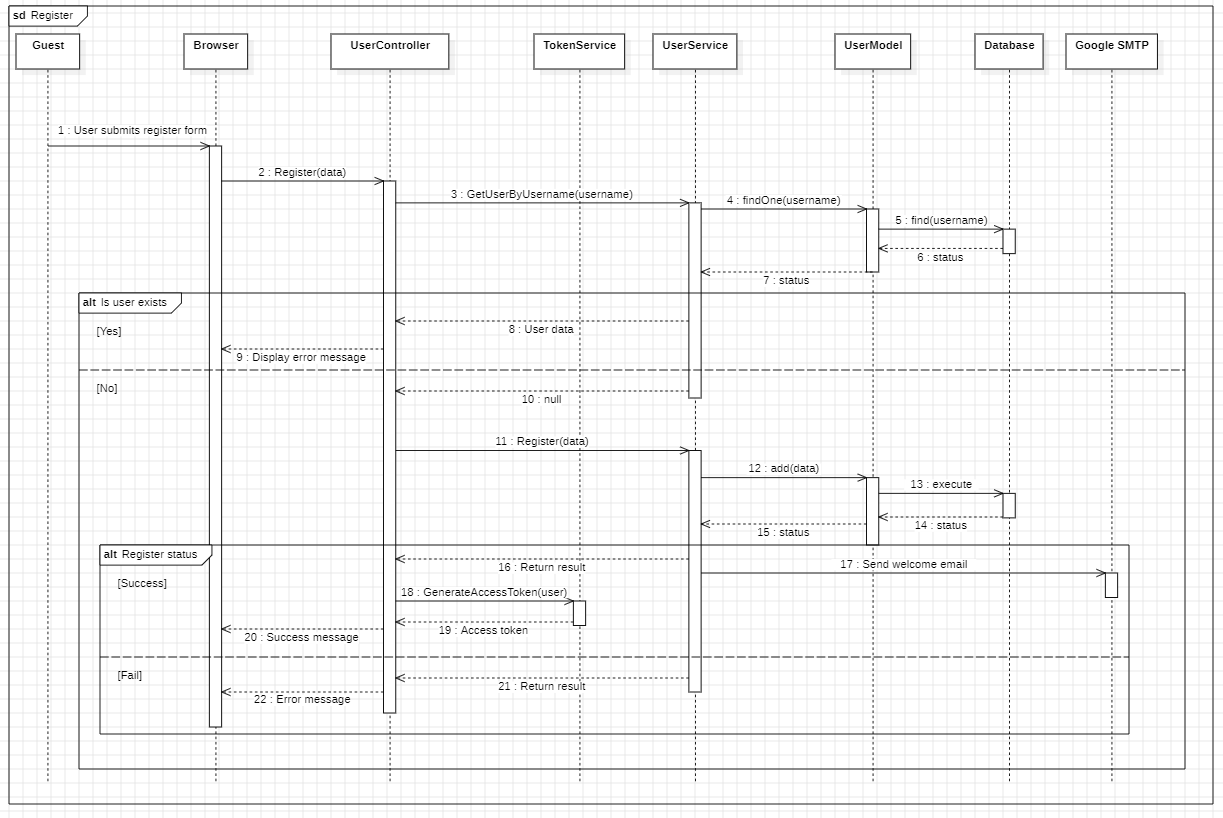 sd Register
Guest
Browser
UserController
TokenService
UserService
UserModel
Database
Google SMTP
1 : User submits register form
2 : Register(data)
3 : GetUserByUsername(username)
4 : findOne(username)
5 : find(username)
6 : status
7 : status
alt Is user exists
[Yes]
8 : User data
9 : Display error message
[No]
10 : null
11 : Register(data)
12 : add(data)
13 : execute
14 : status
15 : status
alt Register status
16 : Return result
17 : Send welcome email
[Success]
18 : GenerateAccessToken(user)
19 : Access token
20 : Success message
[Fail]
21 : Return result
22 : Error message